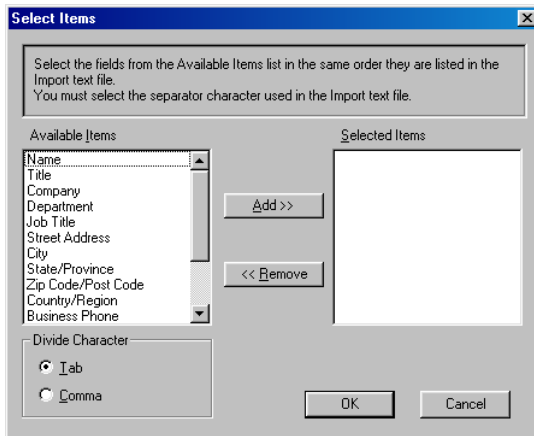 Select Items
Select the fields from the Available Items list in the same order they are listed in the
Import text file.
You must select the separator character used in the Import text file.
Available Items
Selected Items
Name
Title
Company
Department
Job Title
Street Address
City
State/Province
Zip Code/Post Code
Country/Region
Business Phone
Add >>
<< Remove
Divide Character
Tab
Comma
OK
Cancel